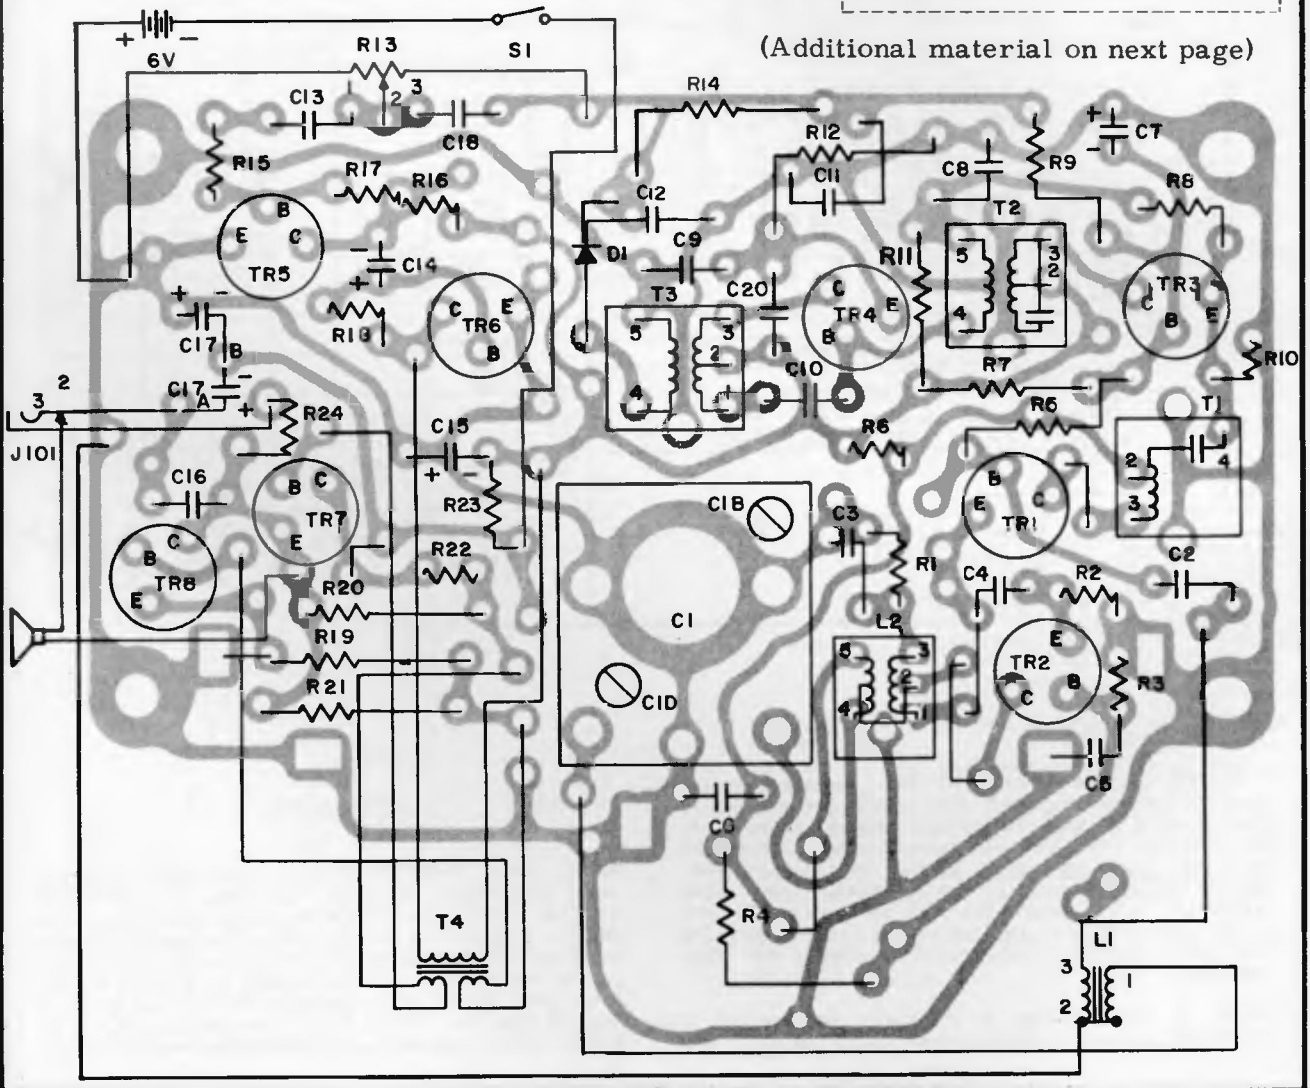 (Additional material on next page)
+ -
6V
S1
R13
3
2
C13
C18
R14
R12
C11
C8
R9
+
-
C7
R15
R17
R16
C12
R8
T2
B
E
C
TR5
-
+
C14
D1
C9
T3
C20
R11
5
3
2
4
TR3
C
B
E
C
E
TR4
B
C
E
TR6
B
+ -
C17
B
R18
5
3
2
4
1
C10
R7
R10
2
3
C17
A
-
+
J101
R24
C15
+ -
R6
R6
T1
2
4
3
C16
B
C
TR7
E
R23
C1B
C3
B
E
C
TR1
C
B
TR8
E
R22
R20
C1
R1
C4
R2
C2
R19
L2
5
3
2
4
1
E
TR2
B
C
R3
R21
C1D
C5
C6
T4
R4
L1
3
1
2